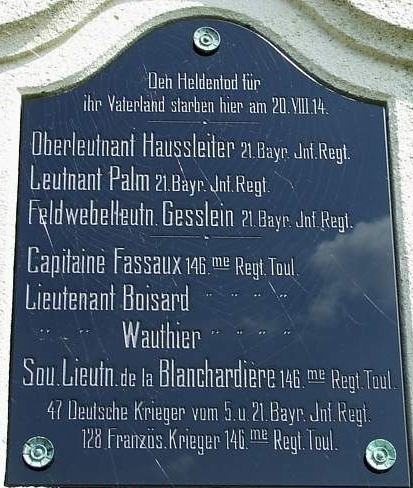 Den Heldentod für
ihr Vaterland starben hier am 20.VIII.14.
Oberleutnant Haussleiter 21.Bayr. Jnf.Regt.
Leutnant Palm 21.Bayr. Jnf.Regt.
Feldwebelleutn. Gesslein 21.Bayr. Jnf.Regt.
Capitaine Fassaux 146.me Regt.Toul.
Lieutenant Boisard " " " "
" " Wauthier " " " "
Sou.Lieutn.de la Blanchardière 146.me Regt.Toul.
47 Deutsche Krieger vom 5.u.21.Bayr. Jnf.Regt.
128 Französ.Krieger 146.me Regt.Toul.